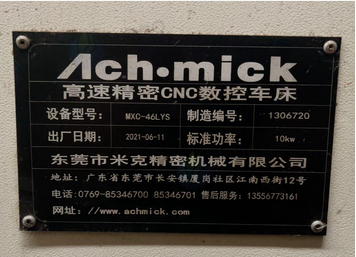 Ach·mick
高速精密CNC数控车床
设备型号: MXC-46LYS 制造编号: 1306720
出厂日期: 2021-06-11 标准功率: 10kw
东莞市米克精密机械有限公司
地址: 广东省东莞市长安镇厦岗社区江南西街12号
电话:0769-85346700 85346701 售后服务: 13556773161
网址: //www.achmick.com